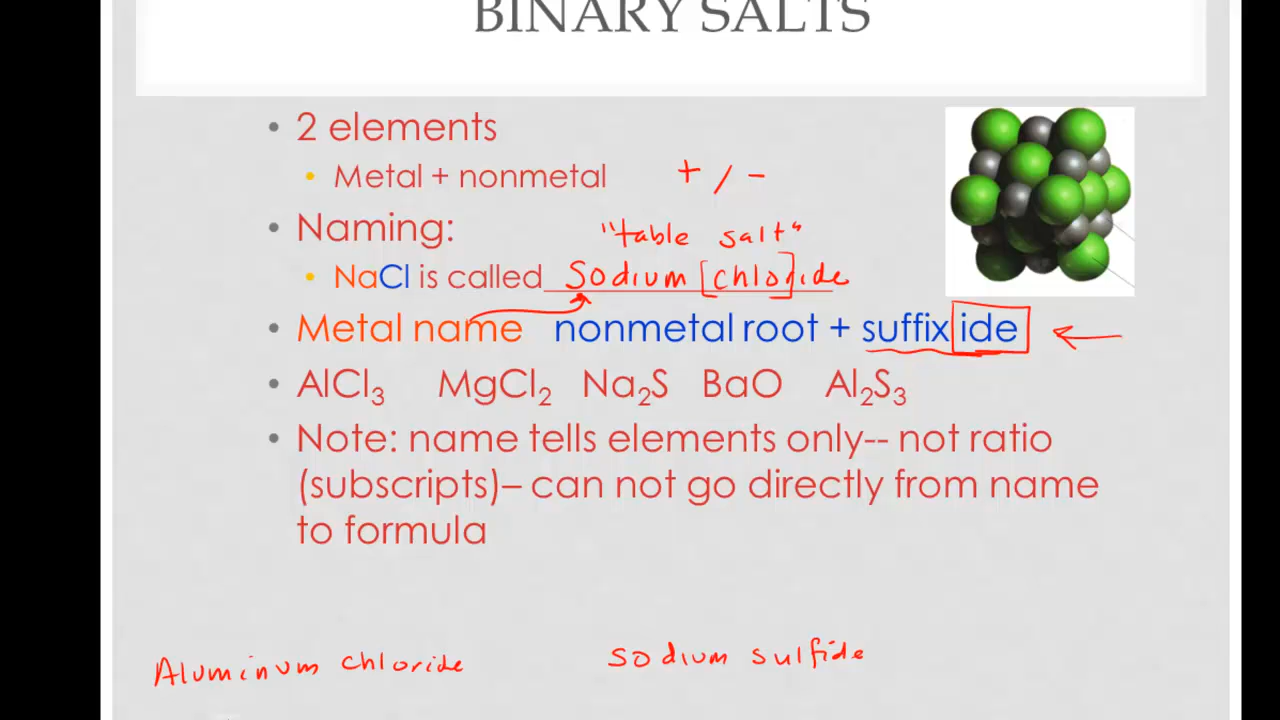 BINARY SALTS
• 2 elements
• Metal + nonmetal + / -
• Naming:
"table salt"
• NaCl is called Sodium [chlo]ride
• Metal name nonmetal root + suffix ide
• AlCl₃ MgCl₂ Na₂S BaO Al₂S₃
• Note: name tells elements only-- not ratio
(subscripts)– can not go directly from name
to formula
Aluminum chloride sodium sulfide